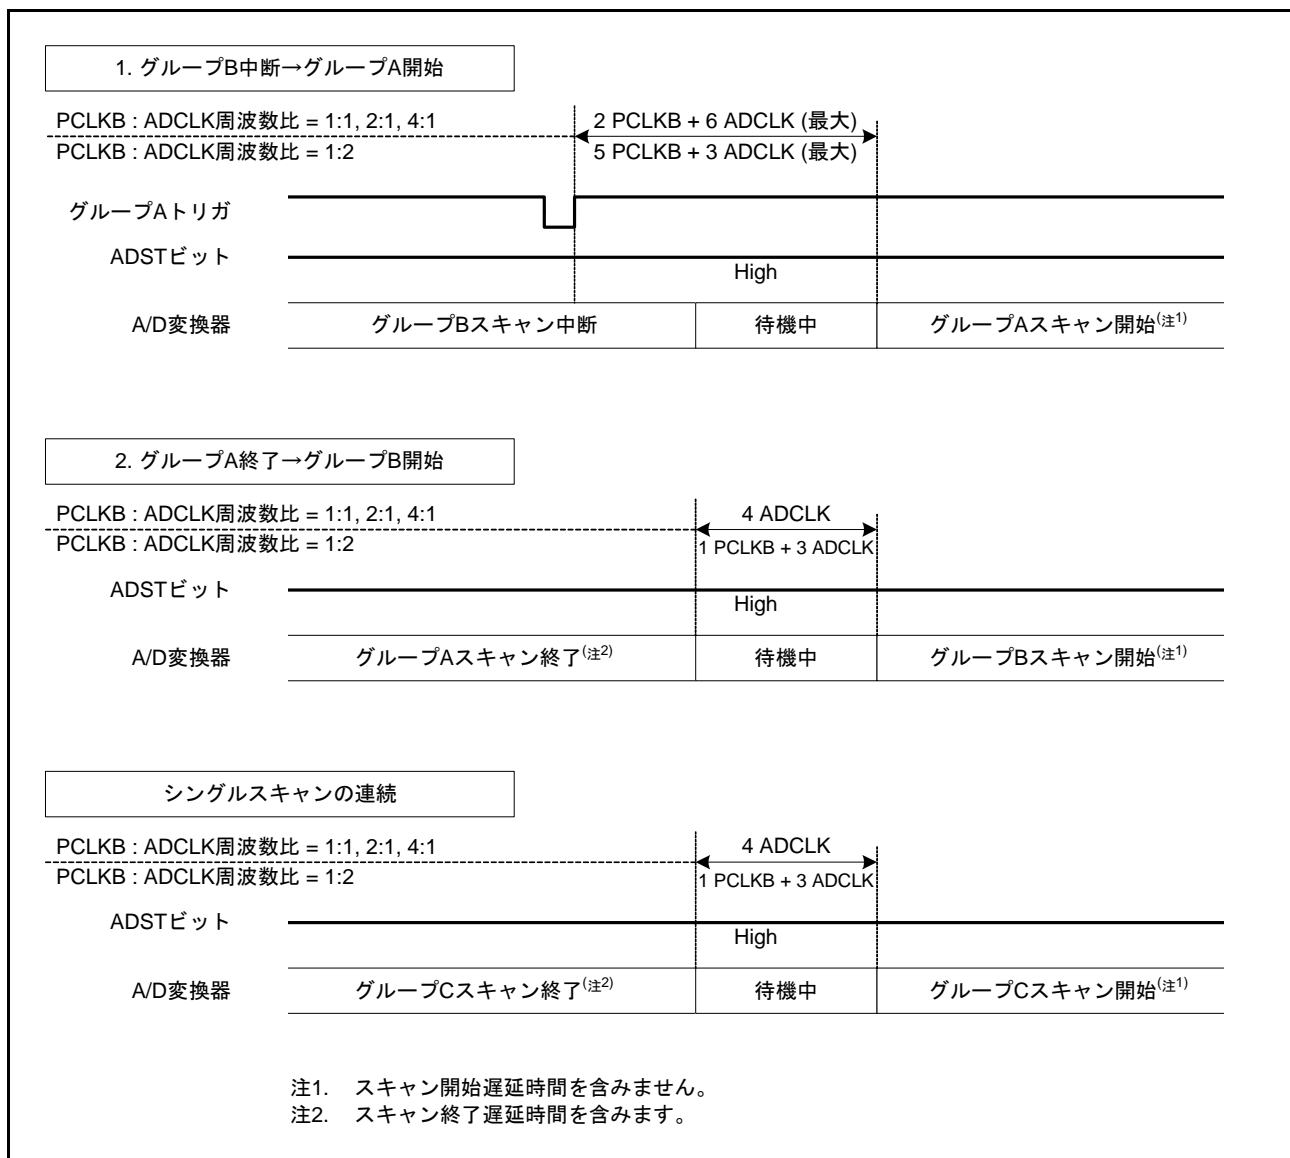 1. グループB中断→グループA開始
PCLKB : ADCLK周波数比 = 1:1, 2:1, 4:1
2 PCLKB + 6 ADCLK (最大)
PCLKB : ADCLK周波数比 = 1:2
5 PCLKB + 3 ADCLK (最大)
グループAトリガ
ADSTビット
High
A/D変換器
グループBスキャン中断
待機中
グループAスキャン開始(注1)
2. グループA終了→グループB開始
PCLKB : ADCLK周波数比 = 1:1, 2:1, 4:1
4 ADCLK
PCLKB : ADCLK周波数比 = 1:2
1 PCLKB + 3 ADCLK
ADSTビット
High
A/D変換器
グループAスキャン終了(注2)
待機中
グループBスキャン開始(注1)
シングルスキャンの連続
PCLKB : ADCLK周波数比 = 1:1, 2:1, 4:1
4 ADCLK
PCLKB : ADCLK周波数比 = 1:2
1 PCLKB + 3 ADCLK
ADSTビット
High
A/D変換器
グループCスキャン終了(注2)
待機中
グループCスキャン開始(注1)
注1. スキャン開始遅延時間を含みません。
注2. スキャン終了遅延時間を含みます。